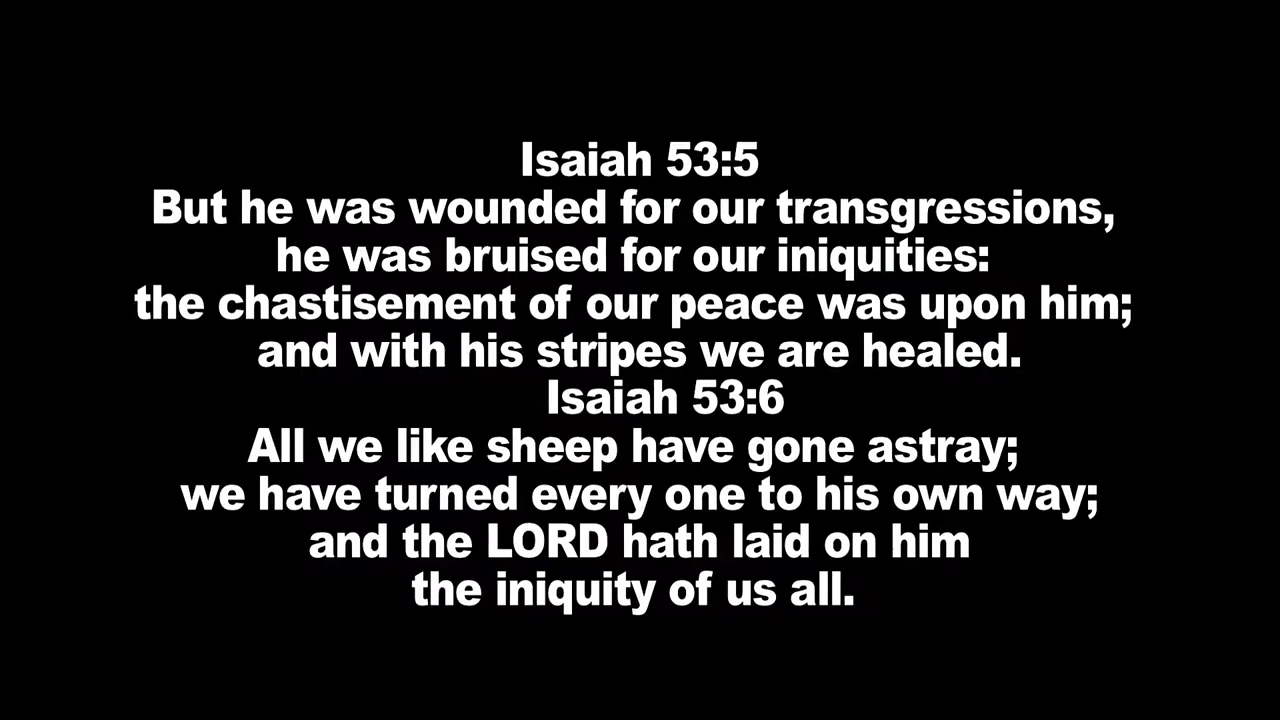 Isaiah 53:5
But he was wounded for our transgressions,
he was bruised for our iniquities:
the chastisement of our peace was upon him;
and with his stripes we are healed.
Isaiah 53:6
All we like sheep have gone astray;
we have turned every one to his own way;
and the LORD hath laid on him
the iniquity of us all.